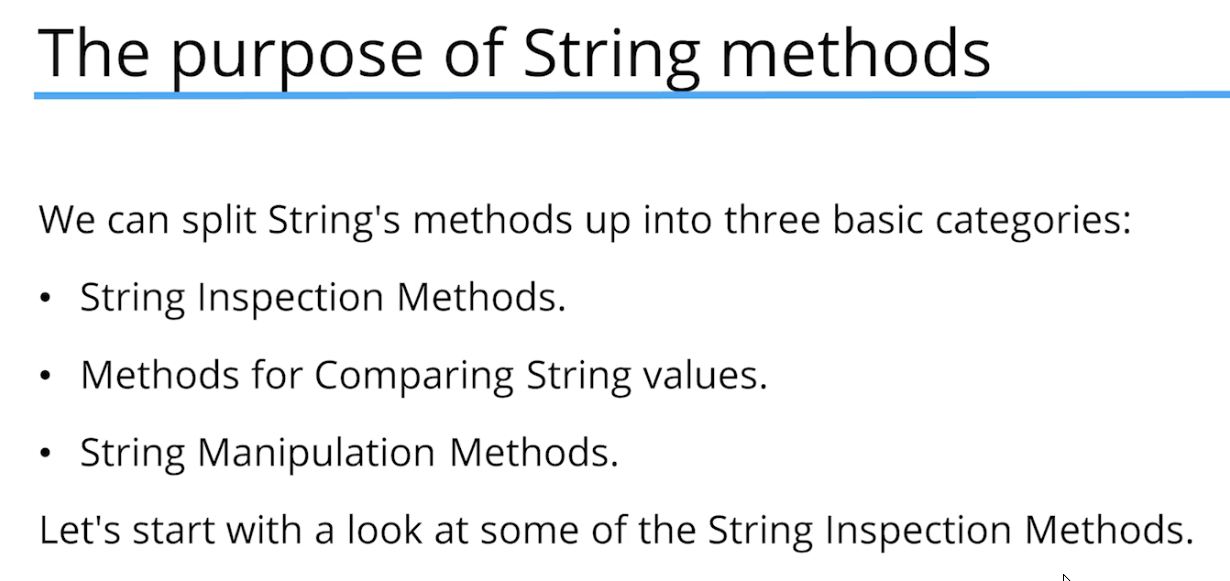 The purpose of String methods
We can split String's methods up into three basic categories:
• String Inspection Methods.
• Methods for Comparing String values.
• String Manipulation Methods.
Let's start with a look at some of the String Inspection Methods.